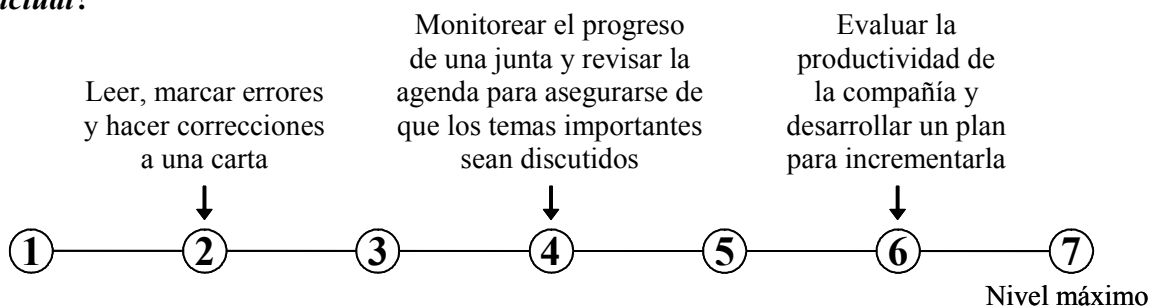 actual?
Leer, marcar errores
y hacer correcciones
a una carta
Monitorear el progreso
de una junta y revisar la
agenda para asegurarse de
que los temas importantes
sean discutidos
Evaluar la
productividad de
la compañía y
desarrollar un plan
para incrementarla
1 2 3 4 5 6 7
Nivel máximo